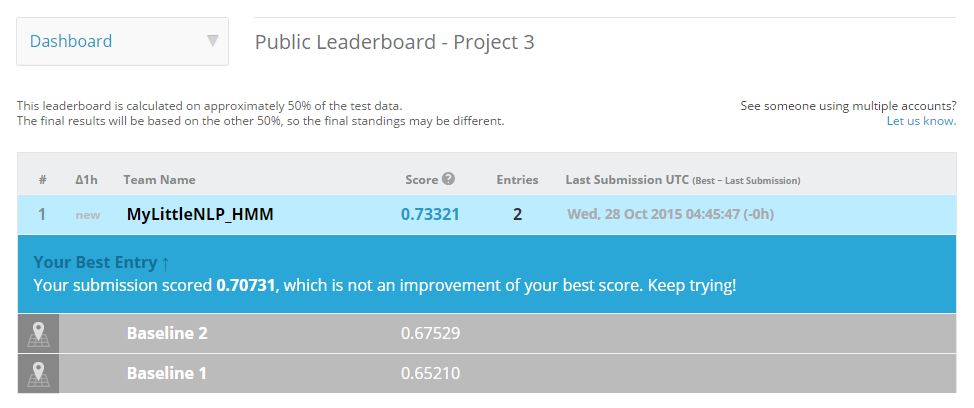 Dashboard
Public Leaderboard - Project 3
This leaderboard is calculated on approximately 50% of the test data.
The final results will be based on the other 50%, so the final standings may be different.
See someone using multiple accounts?
Let us know.
# Δ1h Team Name Score ? Entries Last Submission UTC (Best − Last Submission)
1 new MyLittleNLP_HMM 0.73321 2 Wed, 28 Oct 2015 04:45:47 (-0h)
Your Best Entry ↑
Your submission scored 0.70731, which is not an improvement of your best score. Keep trying!
Baseline 2 0.67529
Baseline 1 0.65210